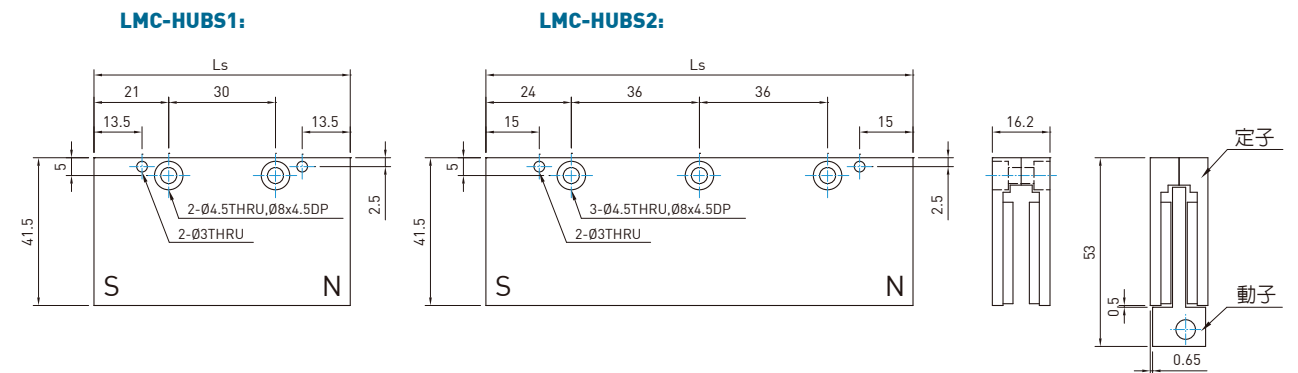 LMC-HUBS1:
LMC-HUBS2:
Ls
21
30
13.5
13.5
5
2.5
41.5
2-Ø4.5THRU,Ø8x4.5DP
2-Ø3THRU
S
N
Ls
24
36
36
15
15
5
2.5
41.5
3-Ø4.5THRU,Ø8x4.5DP
2-Ø3THRU
S
N
16.2
定子
53
0.5
動子
0.65